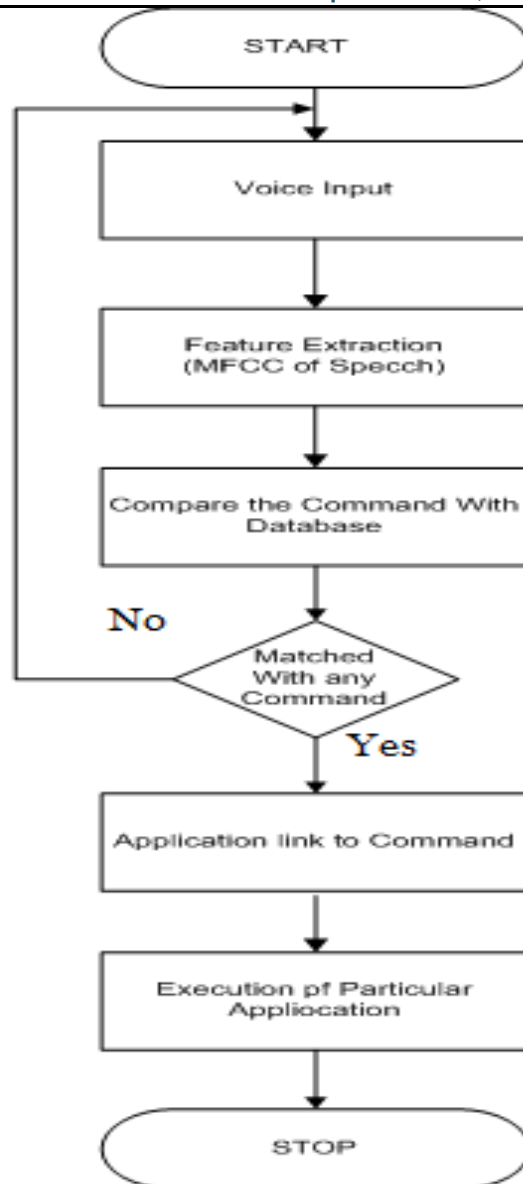 START
Voice Input
Feature Extraction
(MFCC of Specch)
Compare the Command With
Database
No
Matched
With any
Command
Yes
Application link to Command
Execution pf Particular
Appliocation
STOP